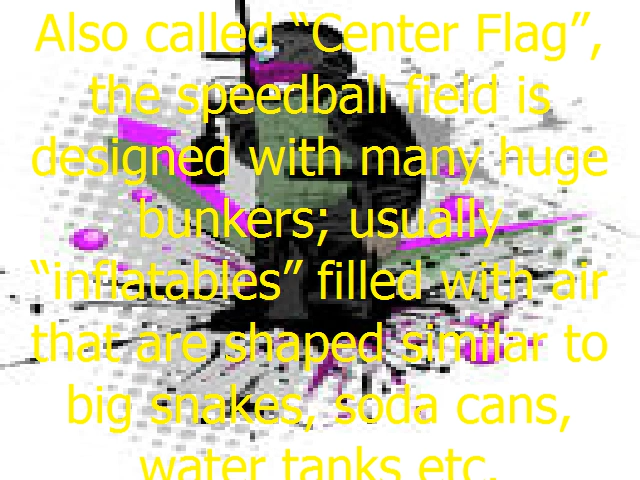 Also called “Center Flag”,
the speedball field is
designed with many huge
bunkers; usually
“inflatables” filled with air
that are shaped similar to
big snakes, soda cans,
water tanks etc.